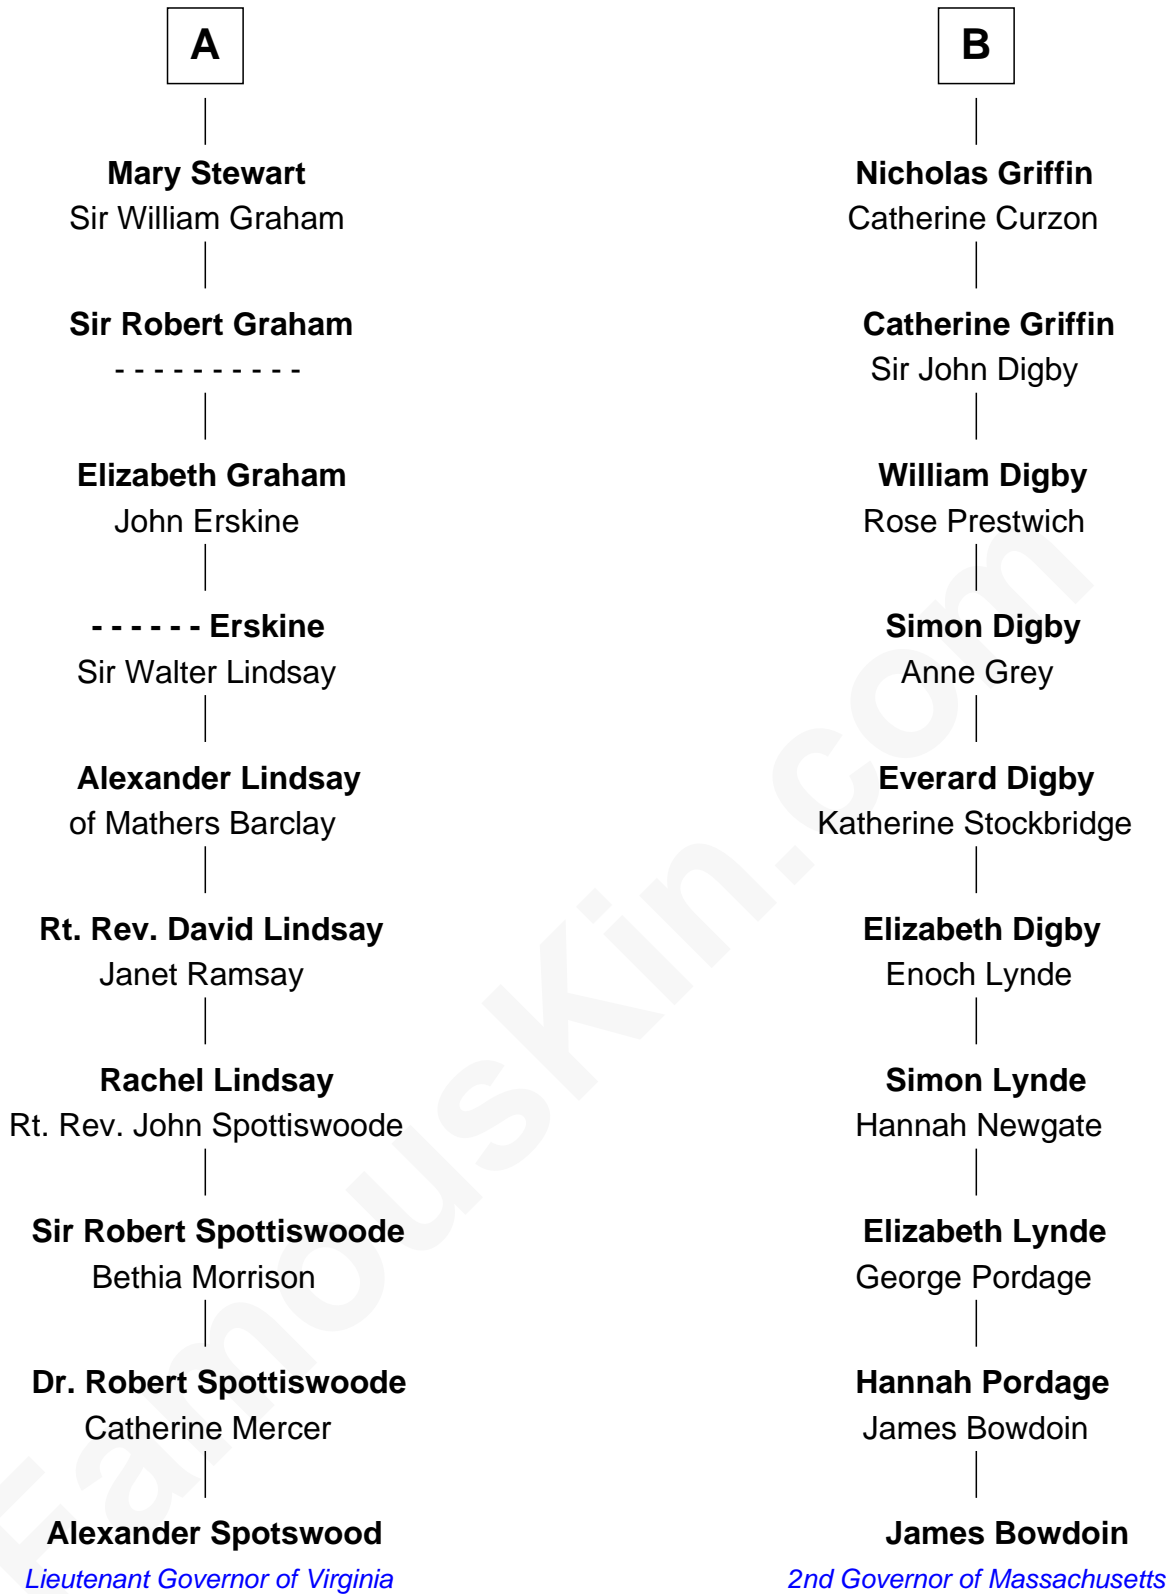 A
Mary Stewart
Sir William Graham
Sir Robert Graham
- - - - - - - - - -
Elizabeth Graham
John Erskine
- - - - - - Erskine
Sir Walter Lindsay
Alexander Lindsay
of Mathers Barclay
Rt. Rev. David Lindsay
Janet Ramsay
Rachel Lindsay
Rt. Rev. John Spottiswoode
Sir Robert Spottiswoode
Bethia Morrison
Dr. Robert Spottiswoode
Catherine Mercer
Alexander Spotswood
Lieutenant Governor of Virginia
B
Nicholas Griffin
Catherine Curzon
Catherine Griffin
Sir John Digby
William Digby
Rose Prestwich
Simon Digby
Anne Grey
Everard Digby
Katherine Stockbridge
Elizabeth Digby
Enoch Lynde
Simon Lynde
Hannah Newgate
Elizabeth Lynde
George Pordage
Hannah Pordage
James Bowdoin
James Bowdoin
2nd Governor of Massachusetts
FamousKin.com